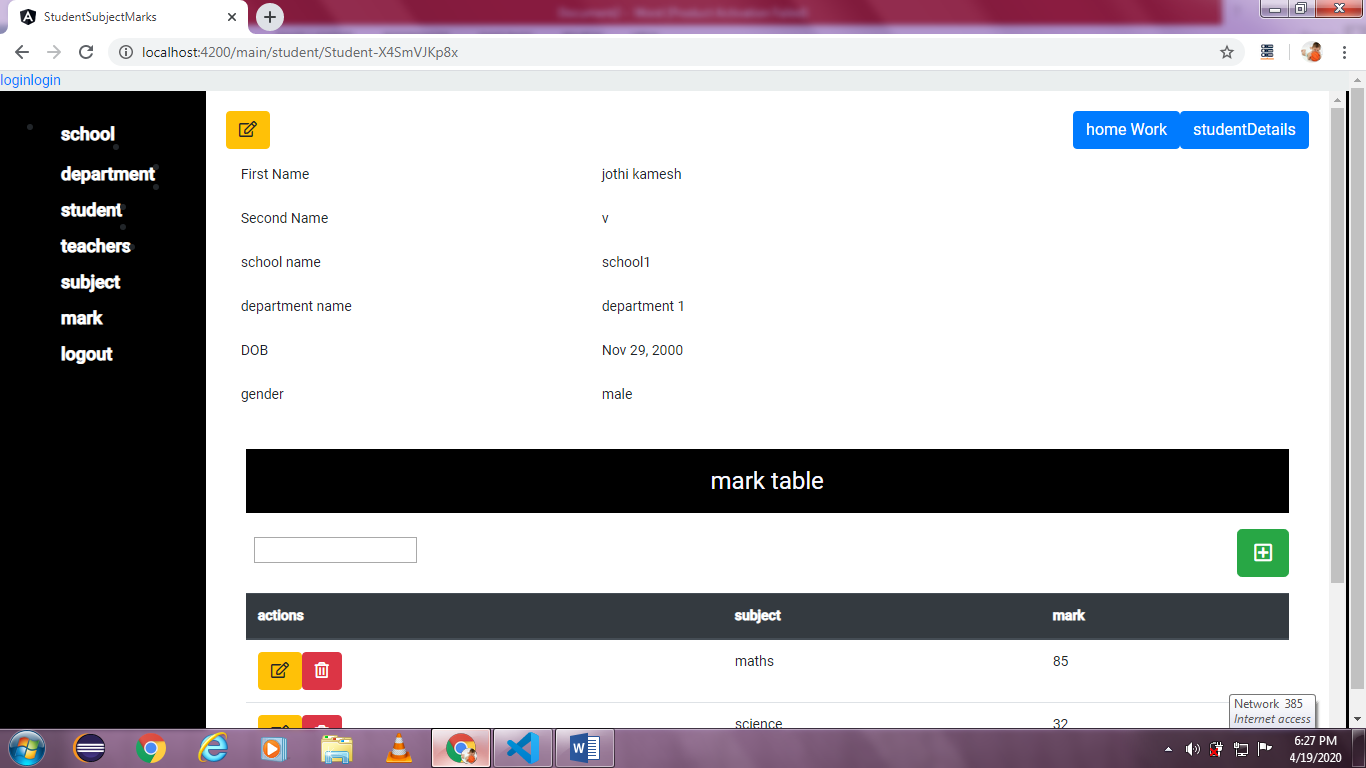 StudentSubjectMarks
localhost:4200/main/student/Student-X4SmVJKp8x
loginlogin
school
department
student
teachers
subject
mark
logout
home Work
studentDetails
First Name jothi kamesh
Second Name v
school name school1
department name department 1
DOB Nov 29, 2000
gender male
mark table
actions subject mark
maths 85
science 32
Network 385
Internet access
6:27 PM
4/19/2020